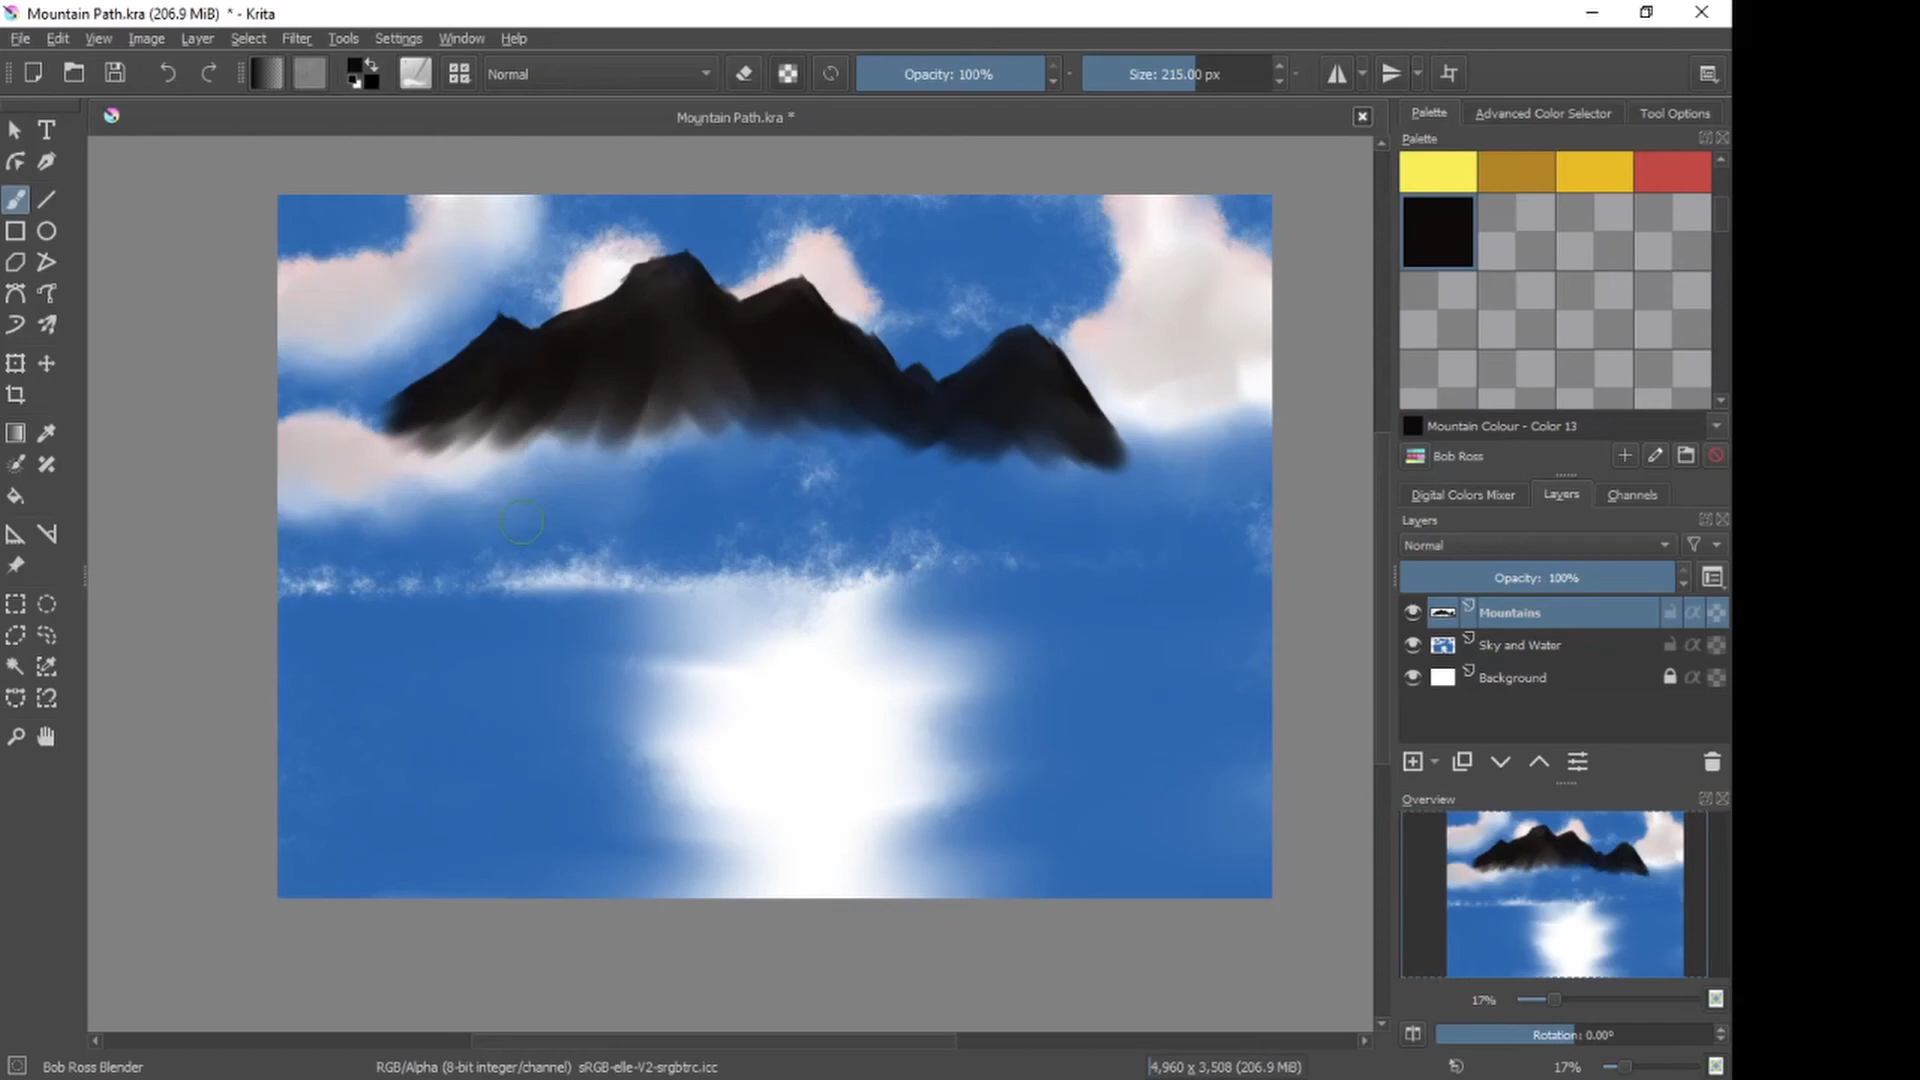 Mountain Path.kra (206.9 MiB) * - Krita
File Edit View Image Layer Select Filter Tools Settings Window Help
Normal
Opacity: 100%
Size: 215.00 px
Mountain Path.kra *
Palette Advanced Color Selector Tool Options
Palette
Mountain Colour - Color 13
Bob Ross
Digital Colors Mixer Layers Channels
Layers
Normal
Opacity: 100%
Mountains
Sky and Water
Background
Overview
17%
Rotation: 0.00°
Bob Ross Blender
RGB/Alpha (8-bit integer/channel) sRGB-elle-V2-srgbtrc.icc
4,960 x 3,508 (206.9 MiB)
17%